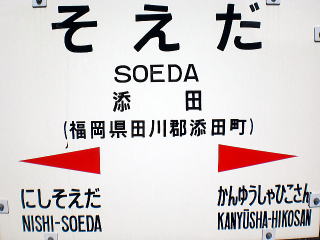 そえだ
SOEDA
添田
(福岡県田川郡添田町)
にしそえだ
NISHI-SOEDA
かんゆうしゃひこさん
KANYŪSHA-HIKOSAN